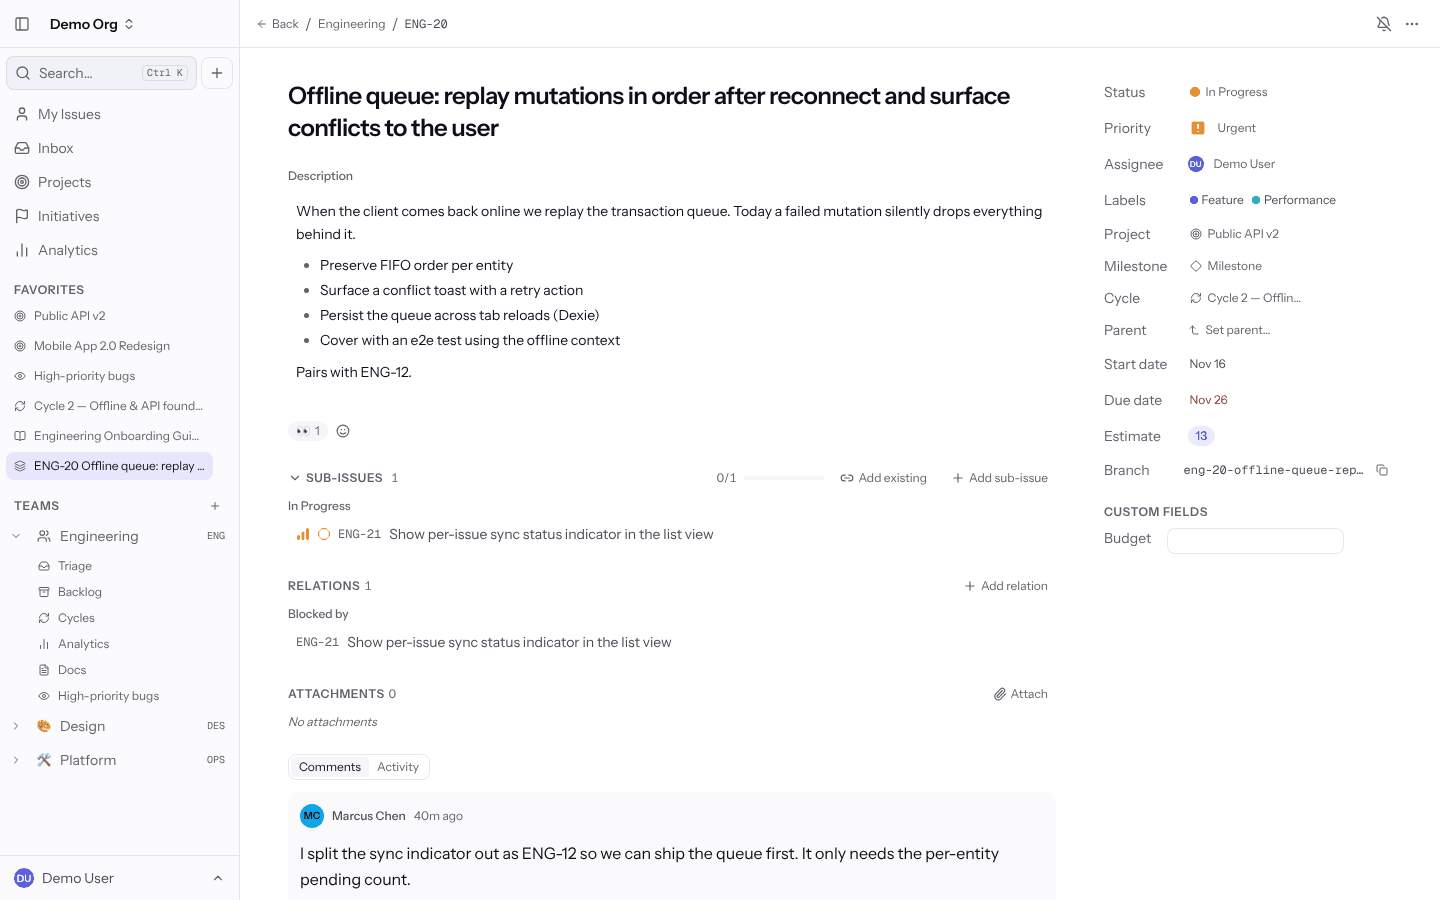 Demo Org
Back / Engineering / ENG-20
Search...
Ctrl K
My Issues
Inbox
Projects
Initiatives
Analytics
FAVORITES
Public API v2
Mobile App 2.0 Redesign
High-priority bugs
Cycle 2 — Offline & API found...
Engineering Onboarding Gui...
ENG-20 Offline queue: replay ...
TEAMS
Engineering ENG
Triage
Backlog
Cycles
Analytics
Docs
High-priority bugs
Design DES
Platform OPS
DU Demo User
Offline queue: replay mutations in order after reconnect and surface
conflicts to the user
Description
When the client comes back online we replay the transaction queue. Today a failed mutation silently drops everything
behind it.
Preserve FIFO order per entity
Surface a conflict toast with a retry action
Persist the queue across tab reloads (Dexie)
Cover with an e2e test using the offline context
Pairs with ENG-12.
1
SUB-ISSUES 1
0/1
Add existing
Add sub-issue
In Progress
ENG-21 Show per-issue sync status indicator in the list view
RELATIONS 1
Add relation
Blocked by
ENG-21 Show per-issue sync status indicator in the list view
ATTACHMENTS 0
Attach
No attachments
Comments Activity
MC Marcus Chen 40m ago
I split the sync indicator out as ENG-12 so we can ship the queue first. It only needs the per-entity
pending count.
Status In Progress
Priority Urgent
Assignee DU Demo User
Labels Feature Performance
Project Public API v2
Milestone Milestone
Cycle Cycle 2 — Offlin...
Parent Set parent...
Start date Nov 16
Due date Nov 26
Estimate 13
Branch eng-20-offline-queue-rep...
CUSTOM FIELDS
Budget